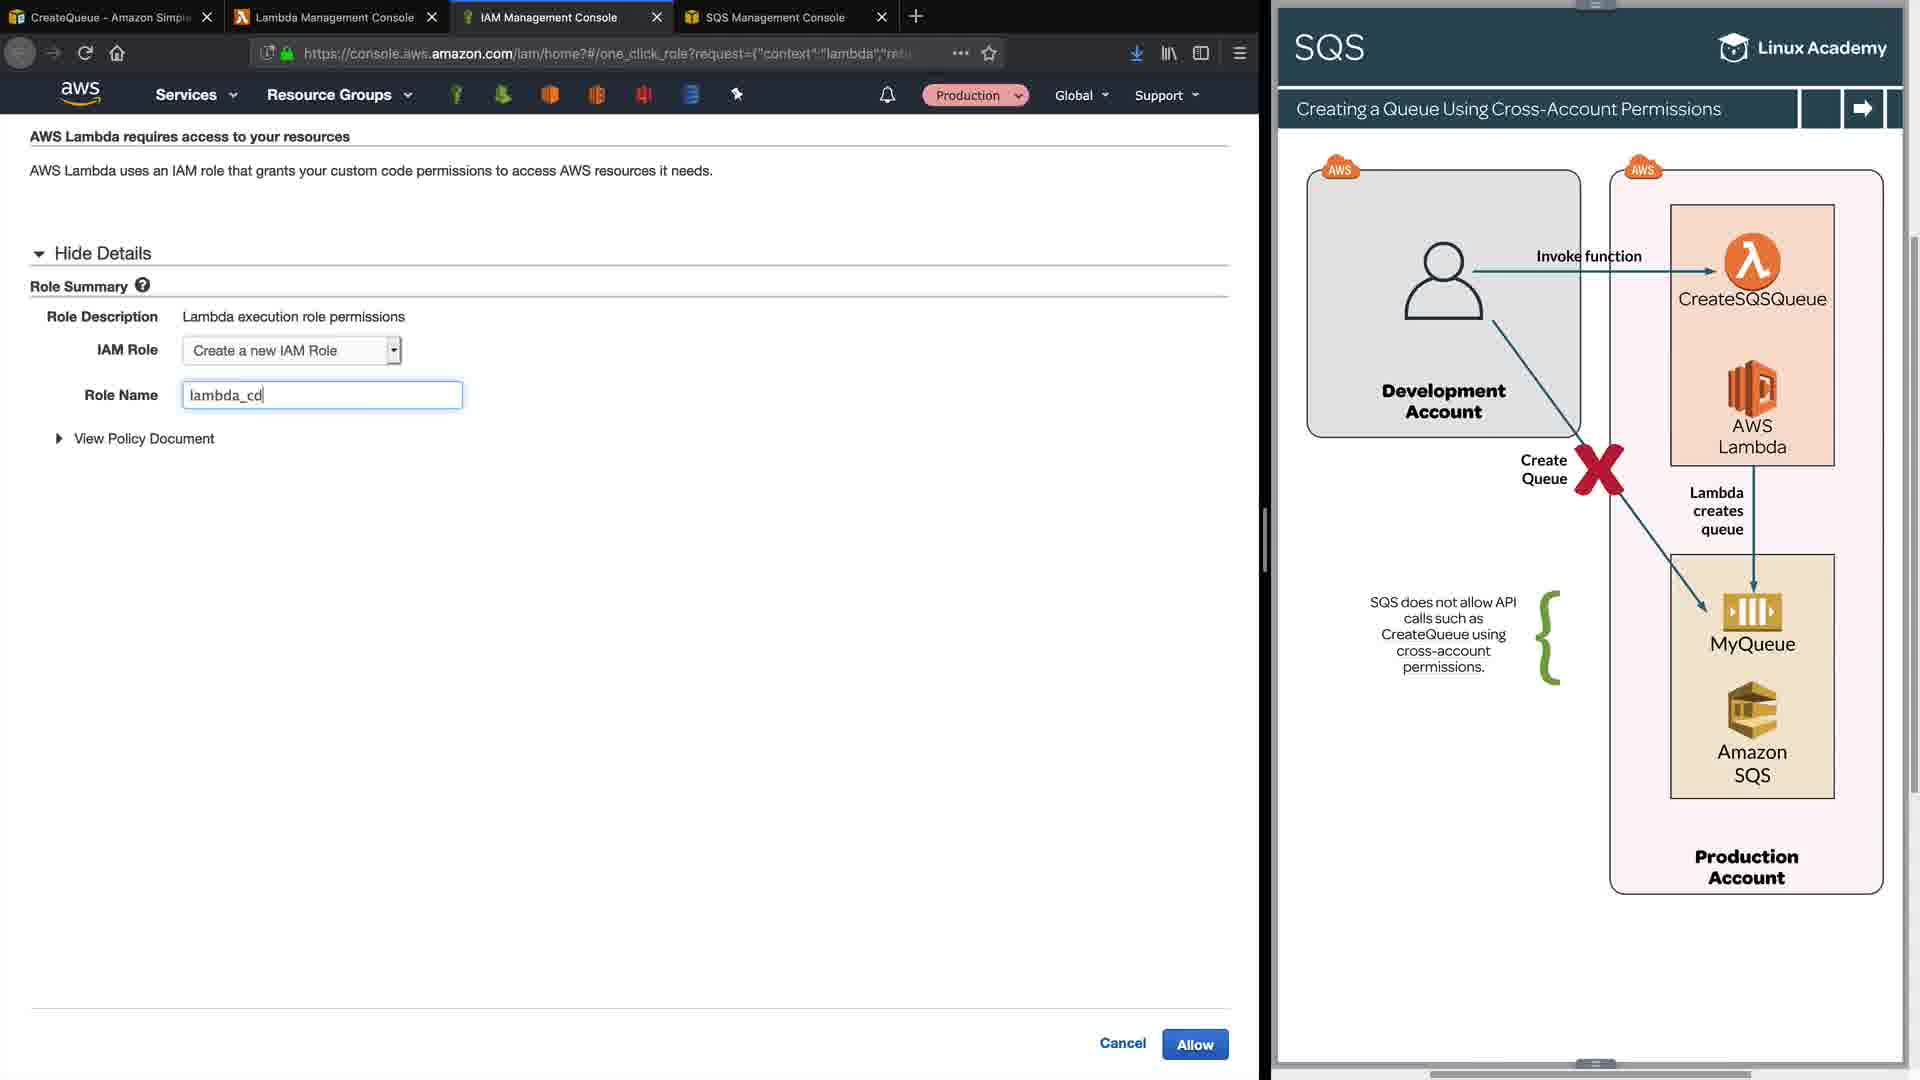 CreateQueue - Amazon Simple
Lambda Management Console
IAM Management Console
SQS Management Console
https://console.aws.amazon.com/iam/home?#/one_click_role?request={"context":"lambda","retu
aws
Services
Resource Groups
Production
Global
Support
AWS Lambda requires access to your resources
AWS Lambda uses an IAM role that grants your custom code permissions to access AWS resources it needs.
Hide Details
Role Summary ?
Role Description Lambda execution role permissions
IAM Role Create a new IAM Role
Role Name lambda_cd
View Policy Document
Cancel Allow
SQS
Linux Academy
Creating a Queue Using Cross-Account Permissions
AWS
AWS
Invoke function
CreateSQSQueue
Development
Account
AWS
Lambda
Create
Queue
Lambda
creates
queue
SQS does not allow API
calls such as
CreateQueue using
cross-account
permissions.
MyQueue
Amazon
SQS
Production
Account